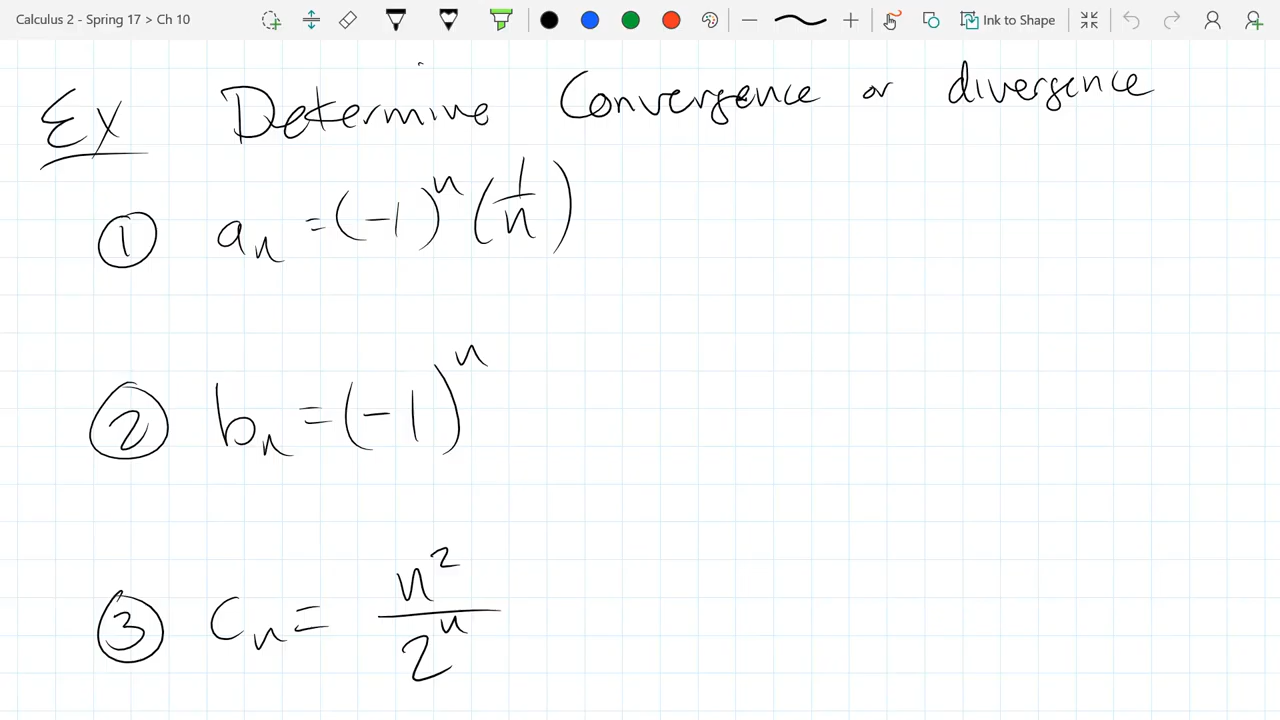 Calculus 2 - Spring 17 > Ch 10 Ink to Shape
Ex Determine Convergence or divergence
① aₙ = (-1)ⁿ (1/n)
② bₙ = (-1)ⁿ
③ cₙ = n²/2ⁿ